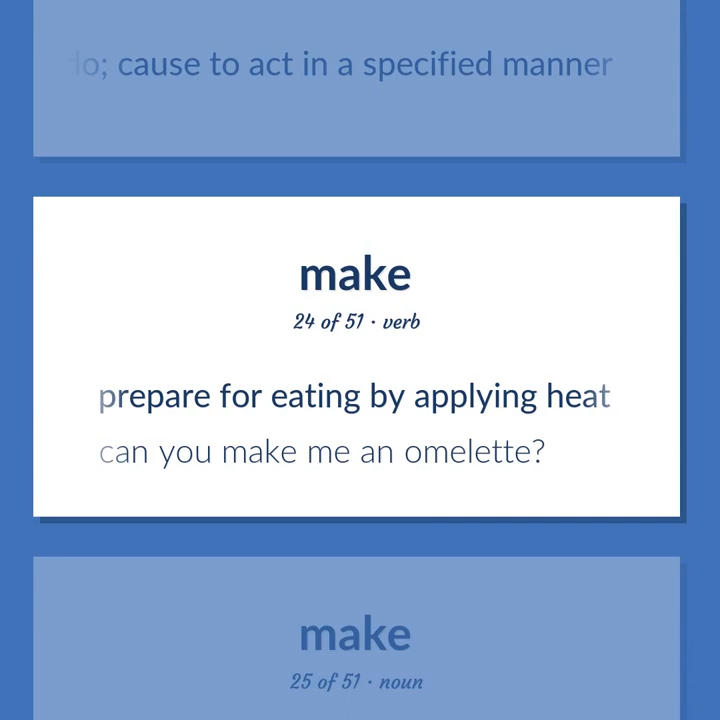 do; cause to act in a specified manner
make
24 of 51 · verb
prepare for eating by applying heat
can you make me an omelette?
make
25 of 51 · noun